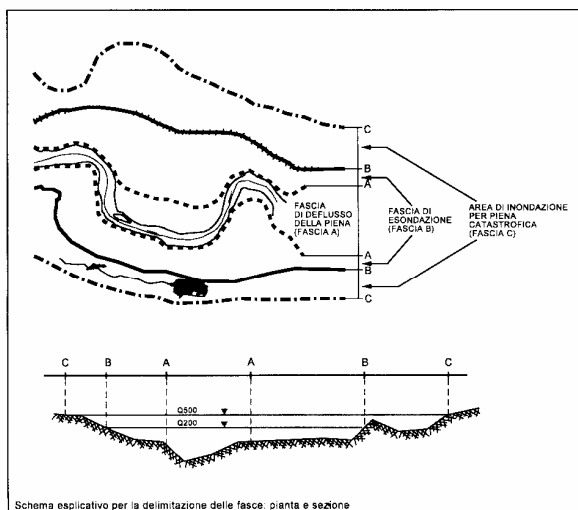 C
B
A
FASCIA
DI DEFLUSSO
DELLA PIENA
(FASCIA A)
FASCIA DI
ESONDAZIONE
(FASCIA B)
AREA DI INONDAZIONE
PER PIENA
CATASTROFICA
(FASCIA C)
A
B
C
C B A A B C
Q500
Q200
Schema esplicativo per la delimitazione delle fasce: pianta e sezione